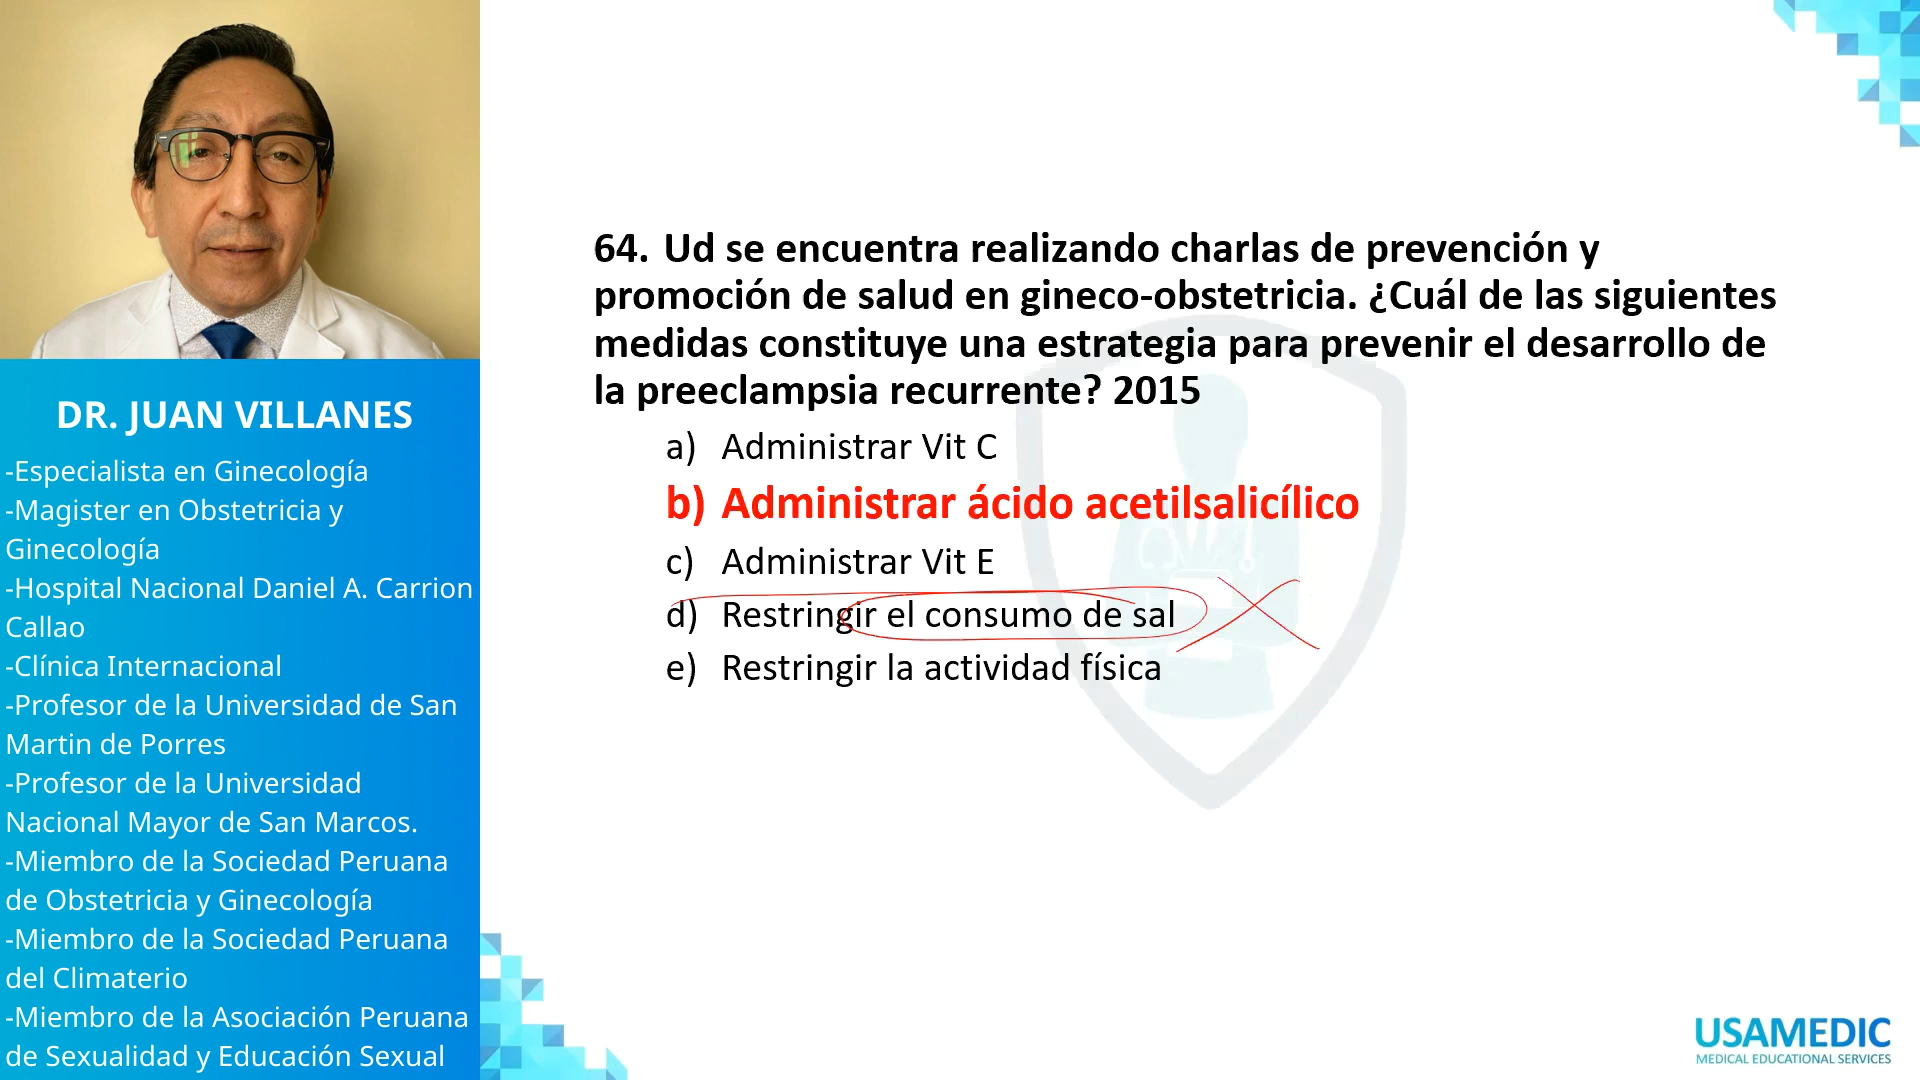 DR. JUAN VILLANES
-Especialista en Ginecología
-Magister en Obstetricia y
Ginecología
-Hospital Nacional Daniel A. Carrion
Callao
-Clínica Internacional
-Profesor de la Universidad de San
Martin de Porres
-Profesor de la Universidad
Nacional Mayor de San Marcos.
-Miembro de la Sociedad Peruana
de Obstetricia y Ginecología
-Miembro de la Sociedad Peruana
del Climaterio
-Miembro de la Asociación Peruana
de Sexualidad y Educación Sexual
64. Ud se encuentra realizando charlas de prevención y
promoción de salud en gineco-obstetricia. ¿Cuál de las siguientes
medidas constituye una estrategia para prevenir el desarrollo de
la preeclampsia recurrente? 2015
a) Administrar Vit C
b) Administrar ácido acetilsalicílico
c) Administrar Vit E
d) Restringir el consumo de sal
e) Restringir la actividad física
USAMEDIC
MEDICAL EDUCATIONAL SERVICES